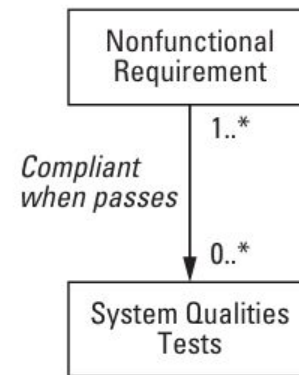 Nonfunctional
Requirement
1..*
Compliant
when passes
0..*
System Qualities
Tests